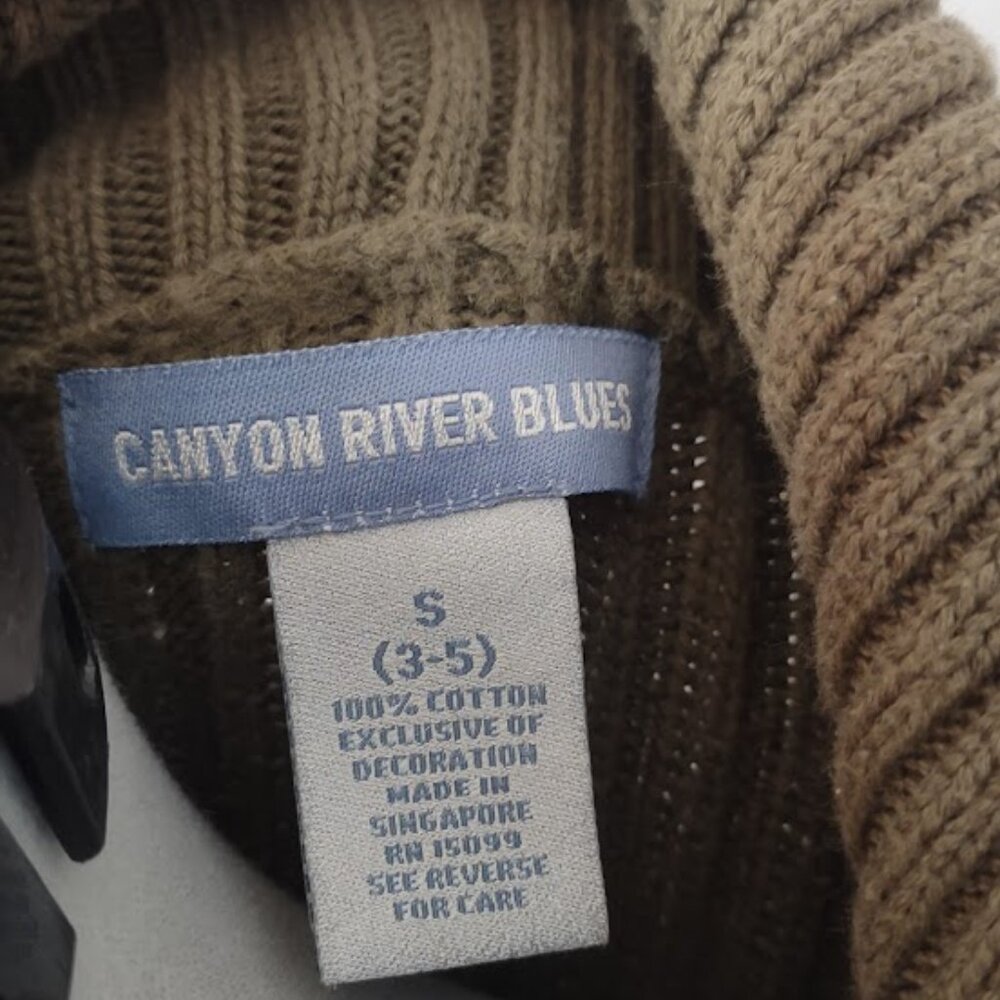 CANYON RIVER BLUES
S
(3-5)
100% COTTON
EXCLUSIVE OF
DECORATION
MADE IN
SINGAPORE
RN 15099
SEE REVERSE
FOR CARE